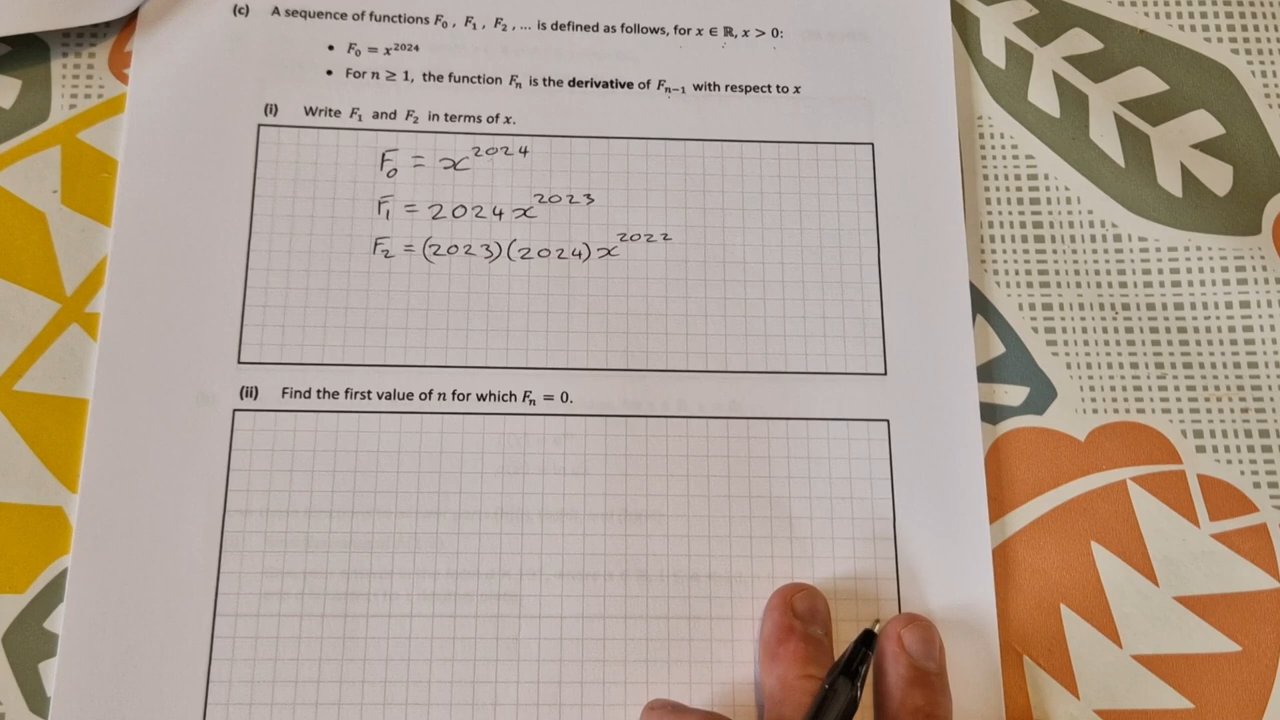 (c) A sequence of functions F₀ , F₁ , F₂ , ... is defined as follows, for x ∈ ℝ, x > 0:
• F₀ = x²⁰²⁴
• For n ≥ 1, the function Fₙ is the derivative of Fₙ₋₁ with respect to x
(i) Write F₁ and F₂ in terms of x.
F₀ = x²⁰²⁴
F₁ = 2024x²⁰²³
F₂ = (2023)(2024)x²⁰²²
(ii) Find the first value of n for which Fₙ = 0.